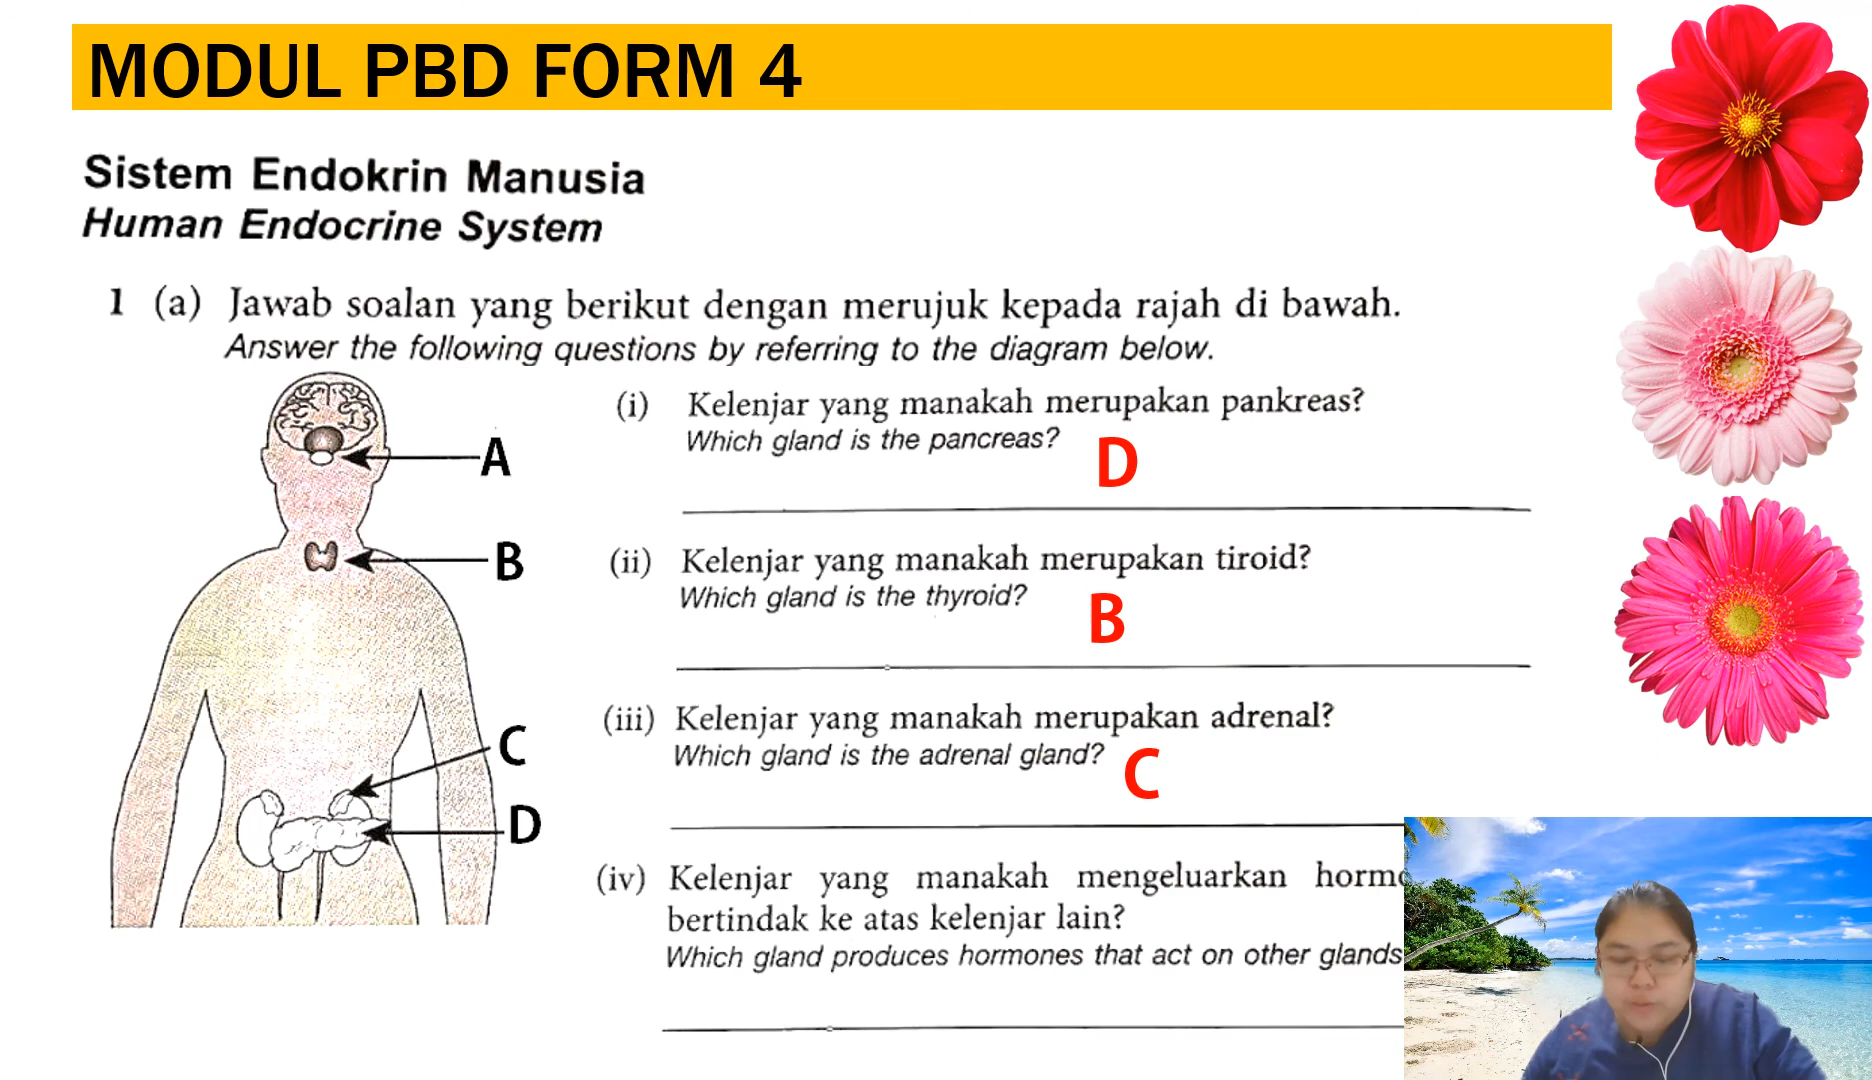 MODUL PBD FORM 4
Sistem Endokrin Manusia
Human Endocrine System
1 (a) Jawab soalan yang berikut dengan merujuk kepada rajah di bawah.
Answer the following questions by referring to the diagram below.
A
B
C
D
(i) Kelenjar yang manakah merupakan pankreas?
Which gland is the pancreas?
D
(ii) Kelenjar yang manakah merupakan tiroid?
Which gland is the thyroid?
B
(iii) Kelenjar yang manakah merupakan adrenal?
Which gland is the adrenal gland?
C
(iv) Kelenjar yang manakah mengeluarkan
bertindak ke atas kelenjar lain?
Which gland produces hormones that act on other glands